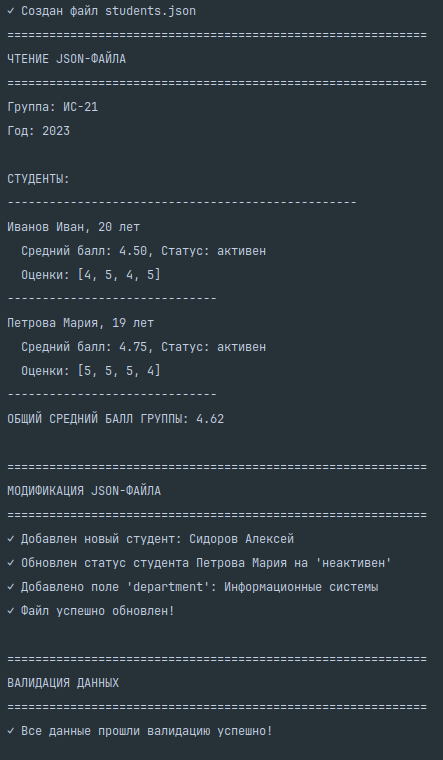 ✓ Создан файл students.json
============================================================
ЧТЕНИЕ JSON-ФАЙЛА
============================================================
Группа: ИС-21
Год: 2023
СТУДЕНТЫ:
--------------------------------------------------
Иванов Иван, 20 лет
  Средний балл: 4.50, Статус: активен
  Оценки: [4, 5, 4, 5]
------------------------------
Петрова Мария, 19 лет
  Средний балл: 4.75, Статус: активен
  Оценки: [5, 5, 5, 4]
------------------------------
ОБЩИЙ СРЕДНИЙ БАЛЛ ГРУППЫ: 4.62
============================================================
МОДИФИКАЦИЯ JSON-ФАЙЛА
============================================================
✓ Добавлен новый студент: Сидоров Алексей
✓ Обновлен статус студента Петрова Мария на 'неактивен'
✓ Добавлено поле 'department': Информационные системы
✓ Файл успешно обновлен!
============================================================
ВАЛИДАЦИЯ ДАННЫХ
============================================================
✓ Все данные прошли валидацию успешно!